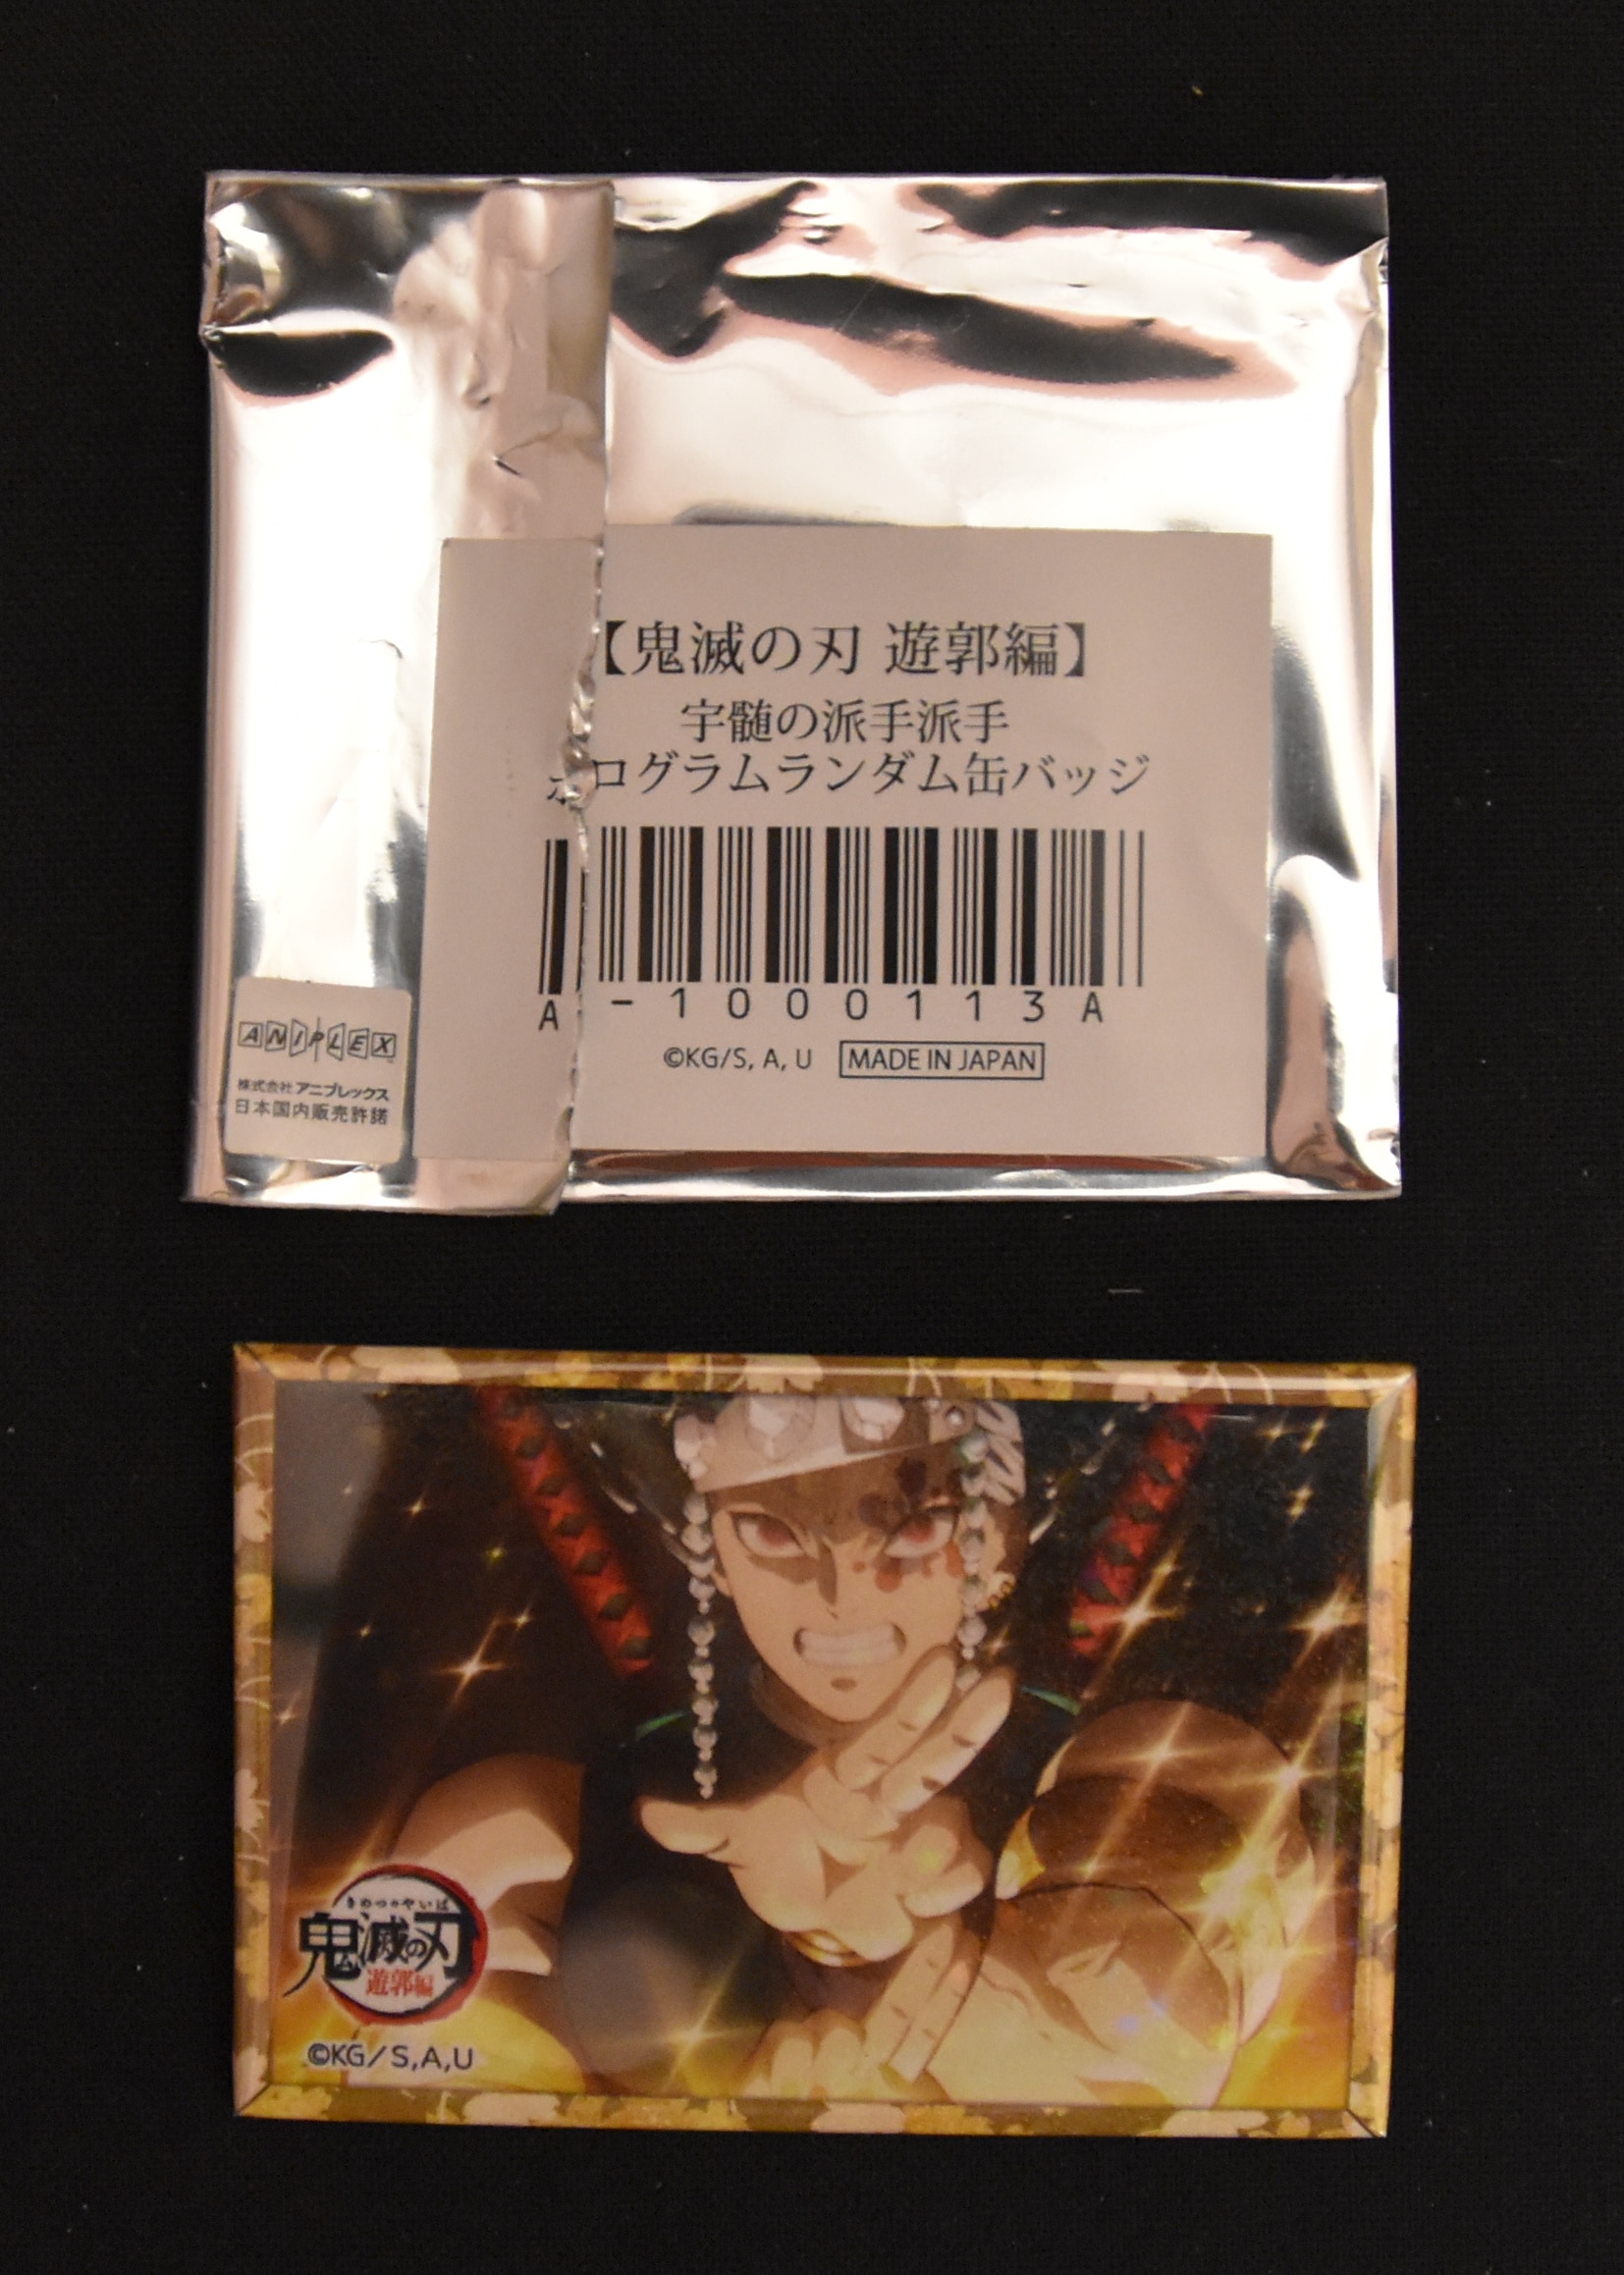 【鬼滅の刃 遊郭編】
宇髄の派手派手
ホログラムランダム缶バッジ
A-1000113A
©KG/S, A, U MADE IN JAPAN
ANIPLEX
株式会社アニプレックス
日本国内販売許諾
きめつのやいば
鬼滅の刃
遊郭編
©KG/S,A,U